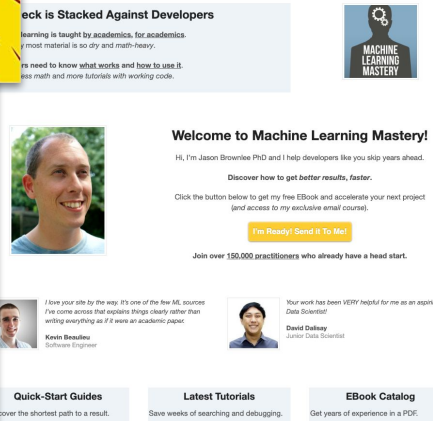 eck is Stacked Against Developers
learning is taught by academics, for academics.
y most material is so dry and math-heavy.
rs need to know what works and how to use it.
ess math and more tutorials with working code.
MACHINE
LEARNING
MASTERY
Welcome to Machine Learning Mastery!
Hi, I'm Jason Brownlee PhD and I help developers like you skip years ahead.
Discover how to get better results, faster.
Click the button below to get my free EBook and accelerate your next project
(and access to my exclusive email course).
I'm Ready! Send it To Me!
Join over 150,000 practitioners who already have a head start.
I love your site by the way. It's one of the few ML sources
I've come across that explains things clearly rather than
writing everything as if it were an academic paper.
Kevin Beaulieu
Software Engineer
Your work has been VERY helpful for me as an aspiring
Data Scientist!
David Dalisay
Junior Data Scientist
Quick-Start Guides
cover the shortest path to a result.
Latest Tutorials
Save weeks of searching and debugging.
EBook Catalog
Get years of experience in a PDF.